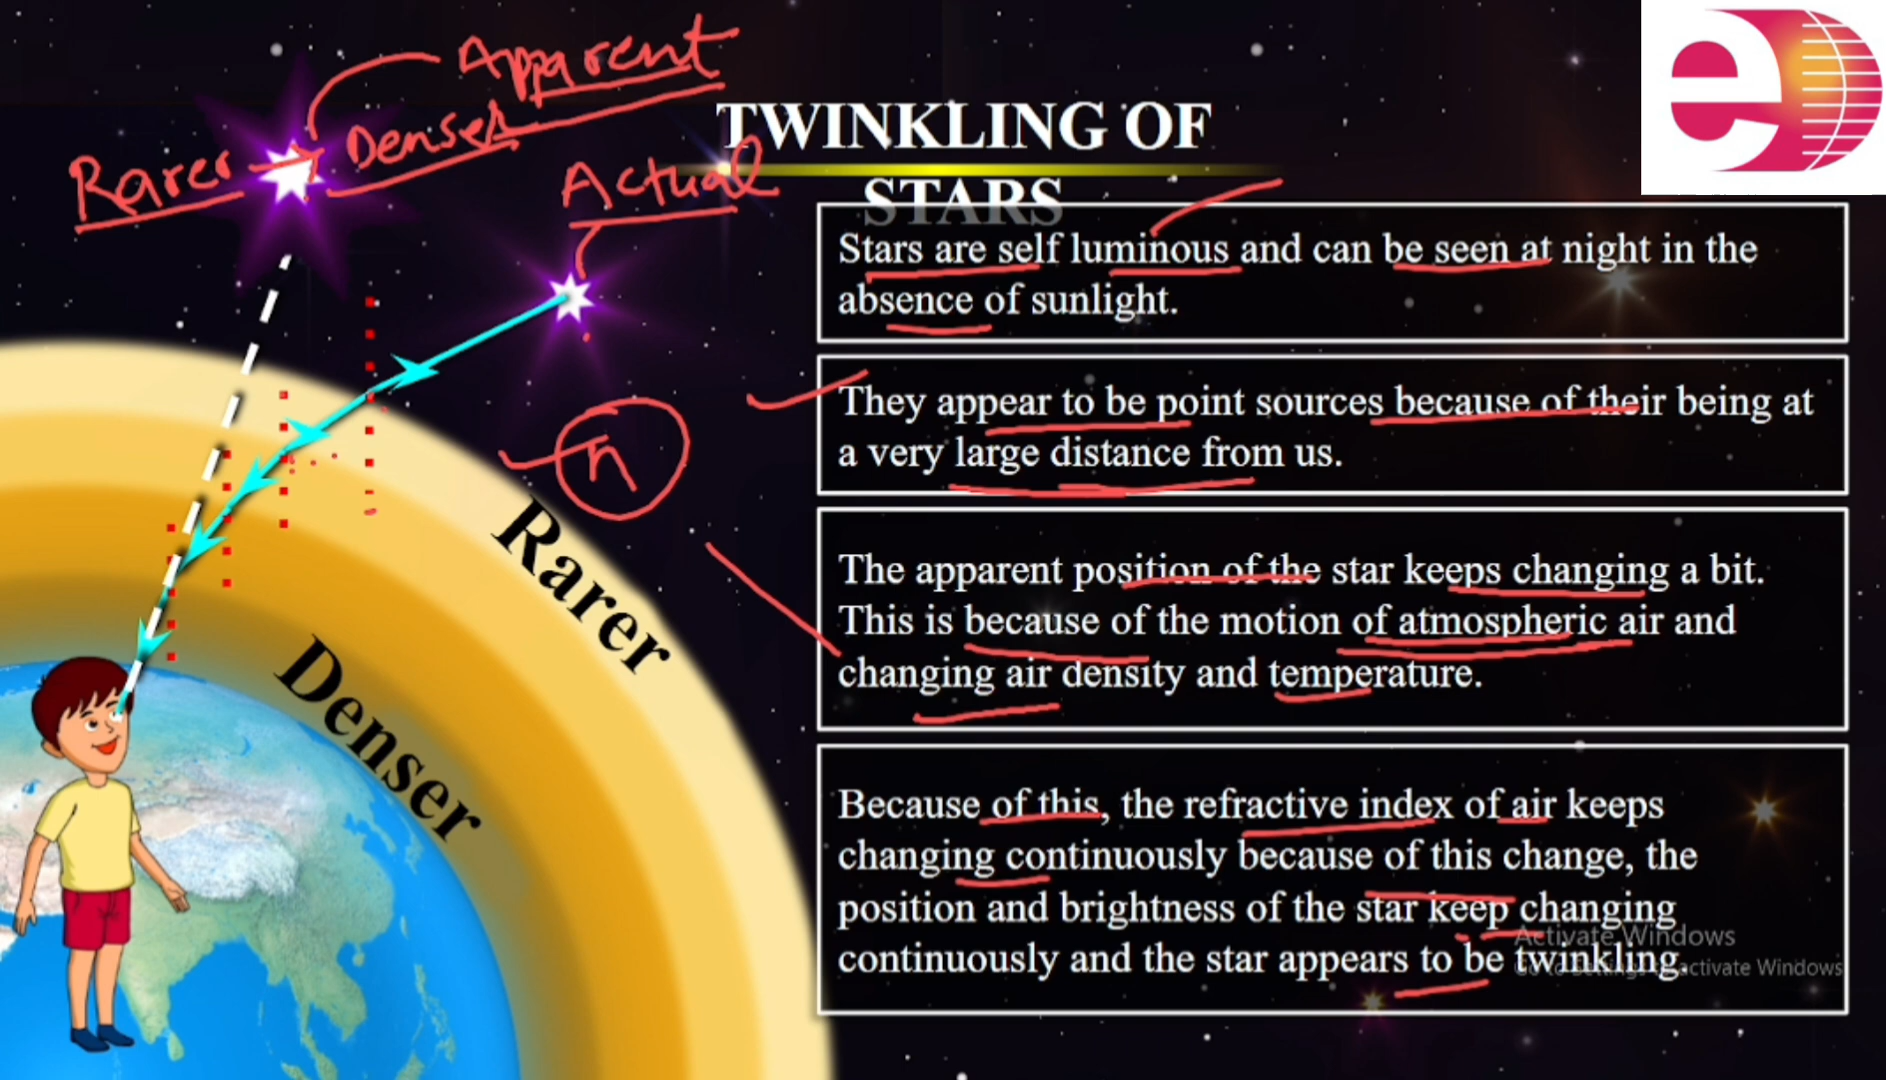 Apparent
Rarer → Denser
Actual
TWINKLING OF
STARS
Stars are self luminous and can be seen at night in the
absence of sunlight.
They appear to be point sources because of their being at
a very large distance from us.
n
The apparent position of the star keeps changing a bit.
This is because of the motion of atmospheric air and
changing air density and temperature.
Rarer
Denser
Because of this, the refractive index of air keeps
changing continuously because of this change, the
position and brightness of the star keep changing
continuously and the star appears to be twinkling.
Activate Windows
Go to Settings to activate Windows.
e